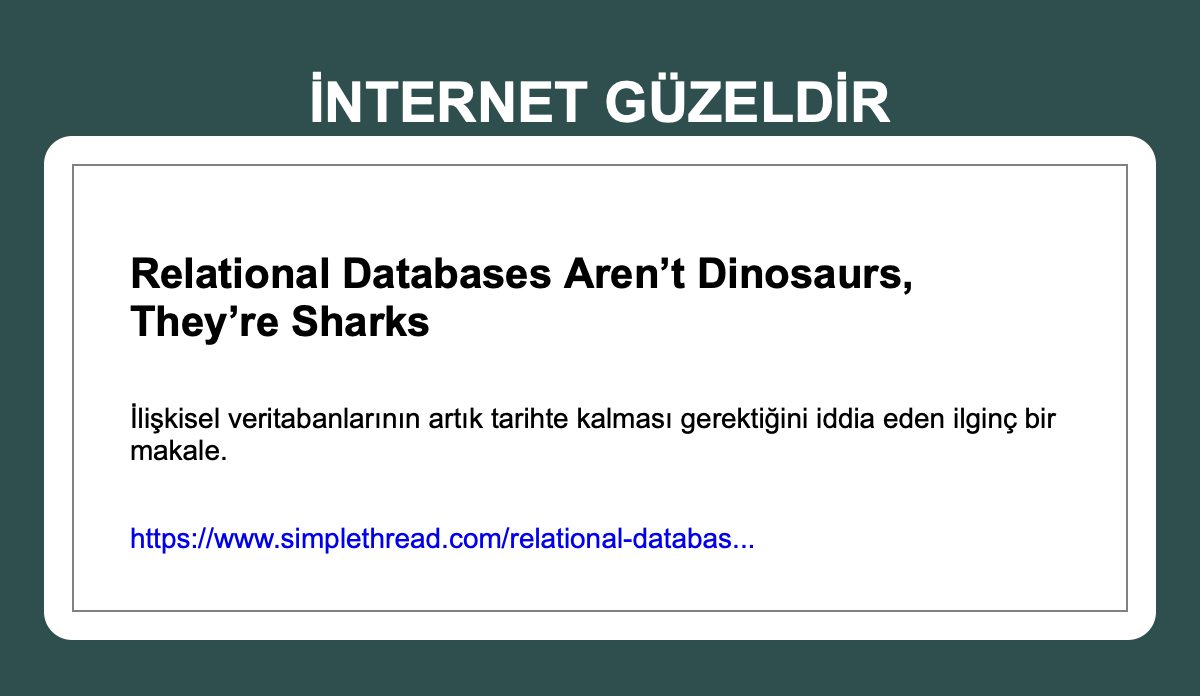 İNTERNET GÜZELDİR
Relational Databases Aren’t Dinosaurs,
They’re Sharks
İlişkisel veritabanlarının artık tarihte kalması gerektiğini iddia eden ilginç bir
makale.
https://www.simplethread.com/relational-databas...